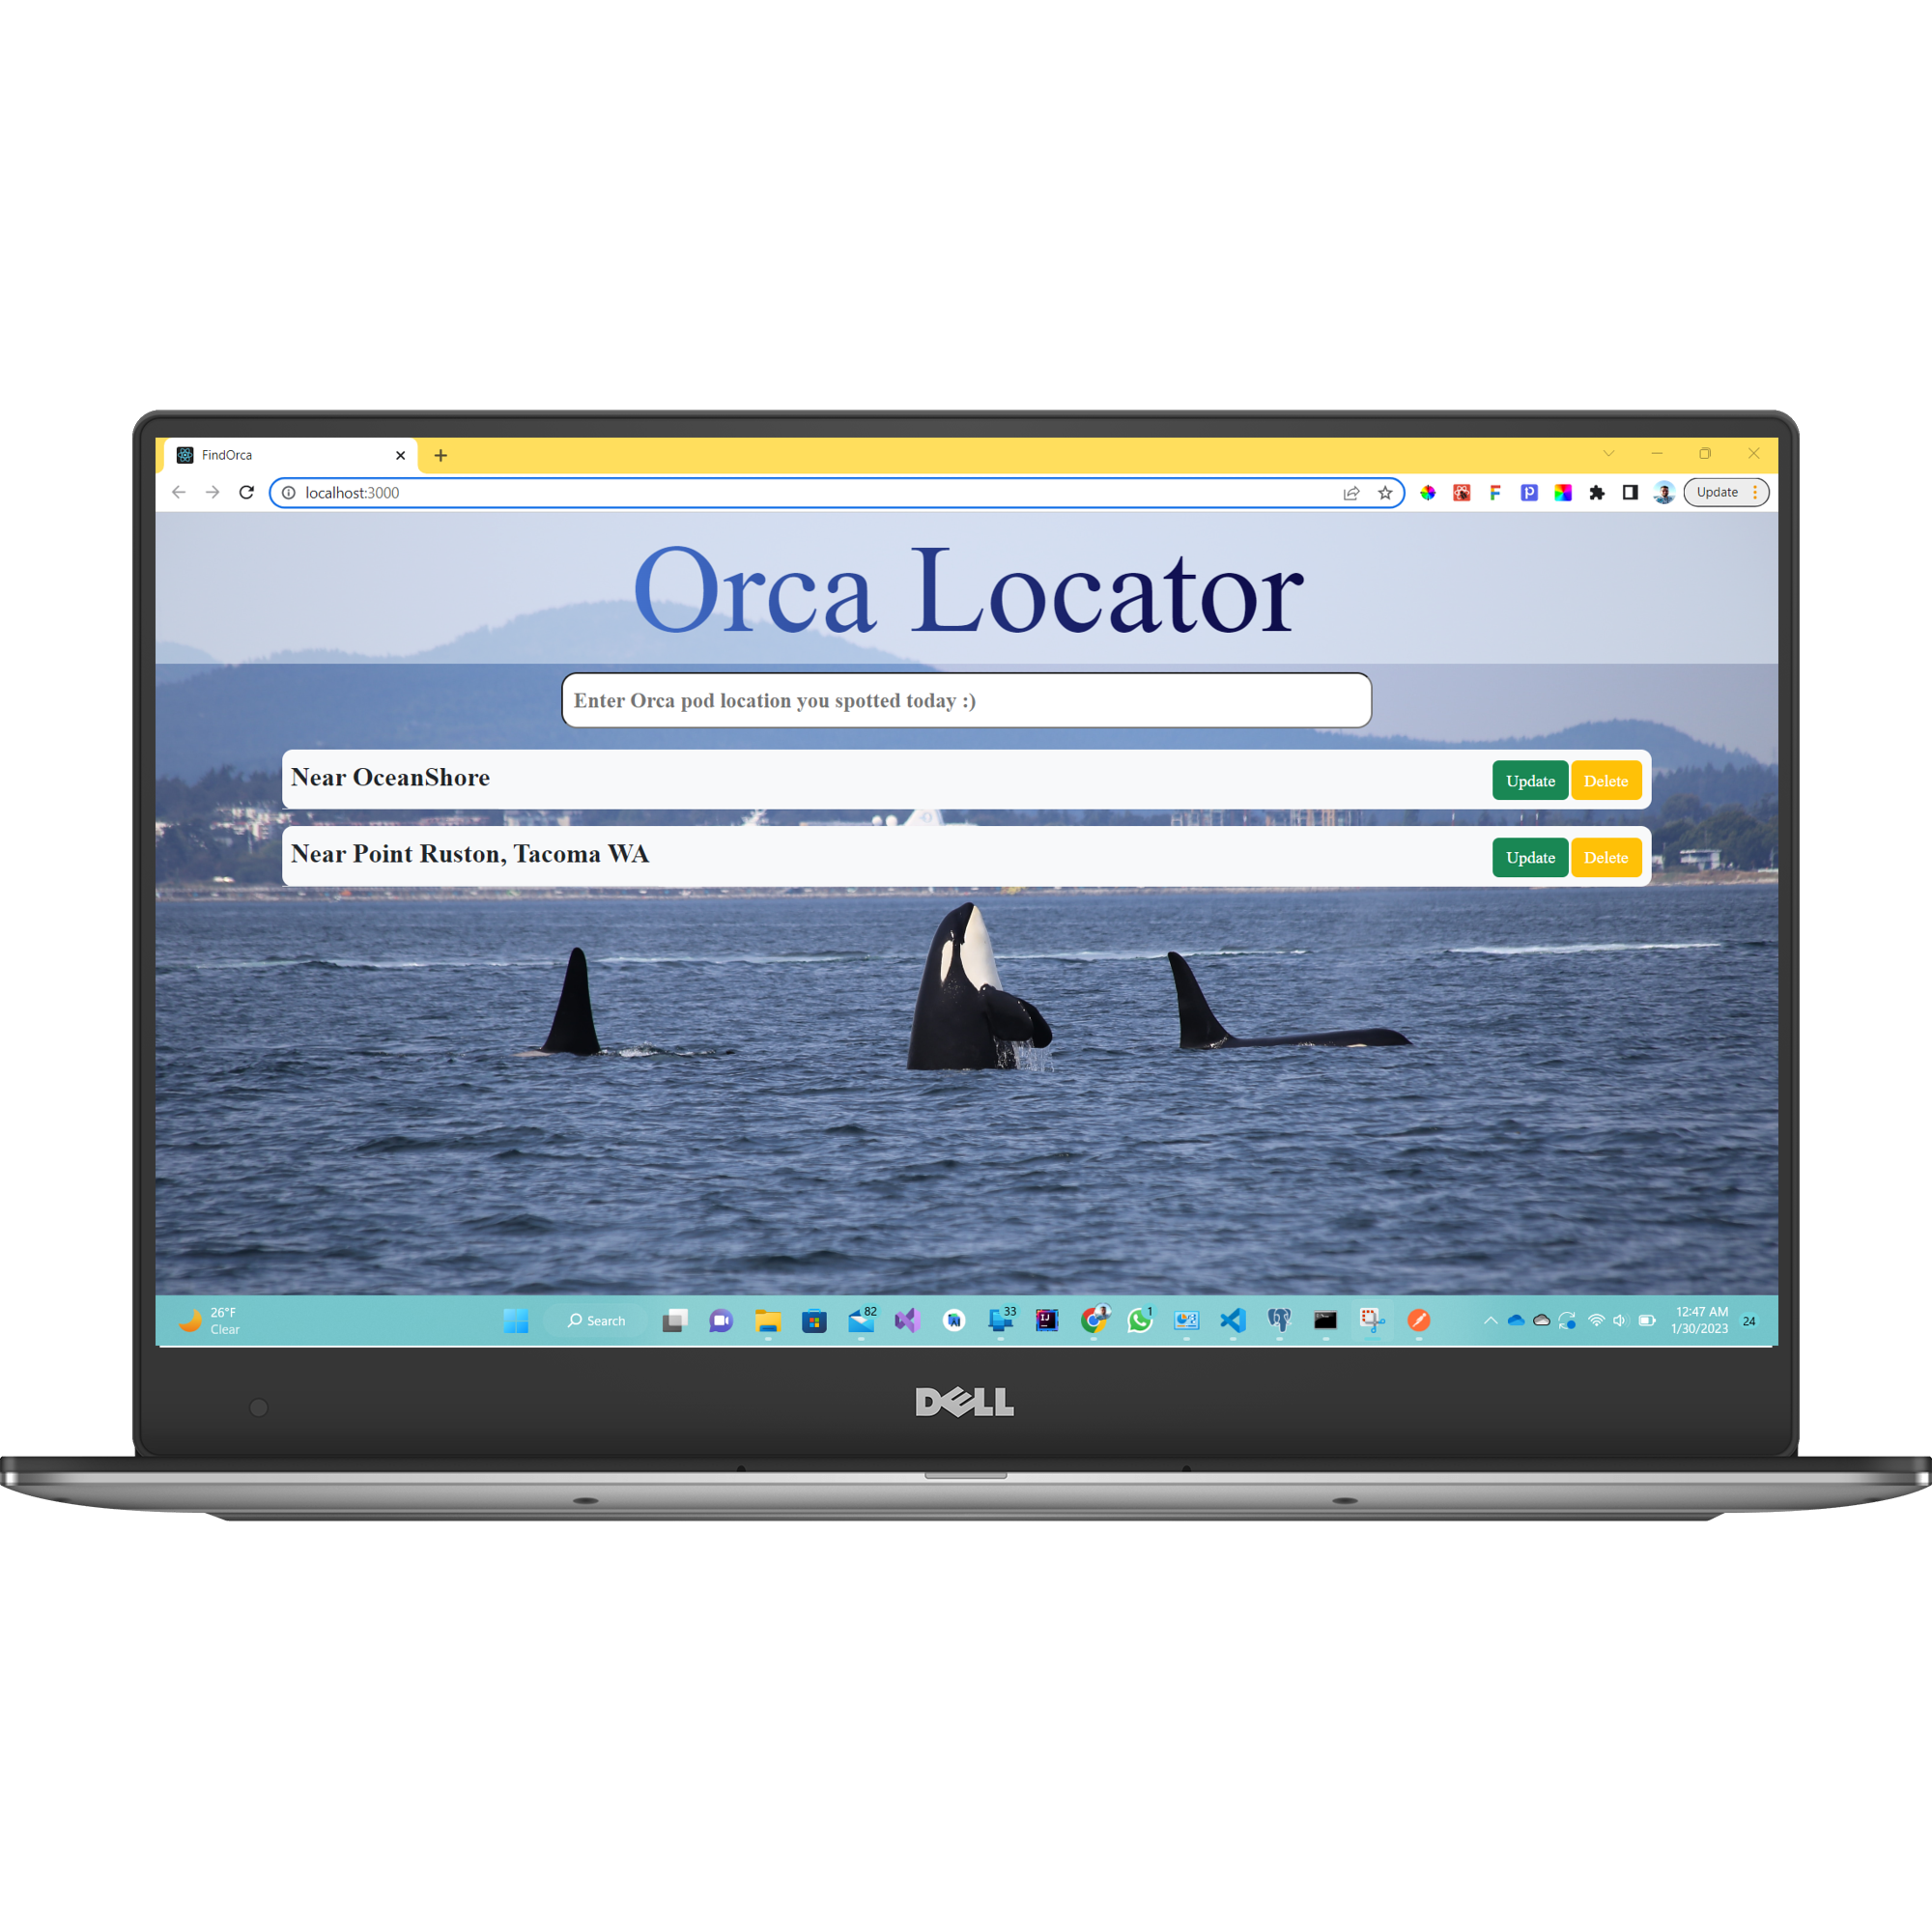 FindOrca
localhost:3000
Update
Orca Locator
Enter Orca pod location you spotted today :)
Near OceanShore
Update Delete
Near Point Ruston, Tacoma WA
Update Delete
26°F
Clear
Search
82
33
1
12:47 AM
1/30/2023
24
DELL